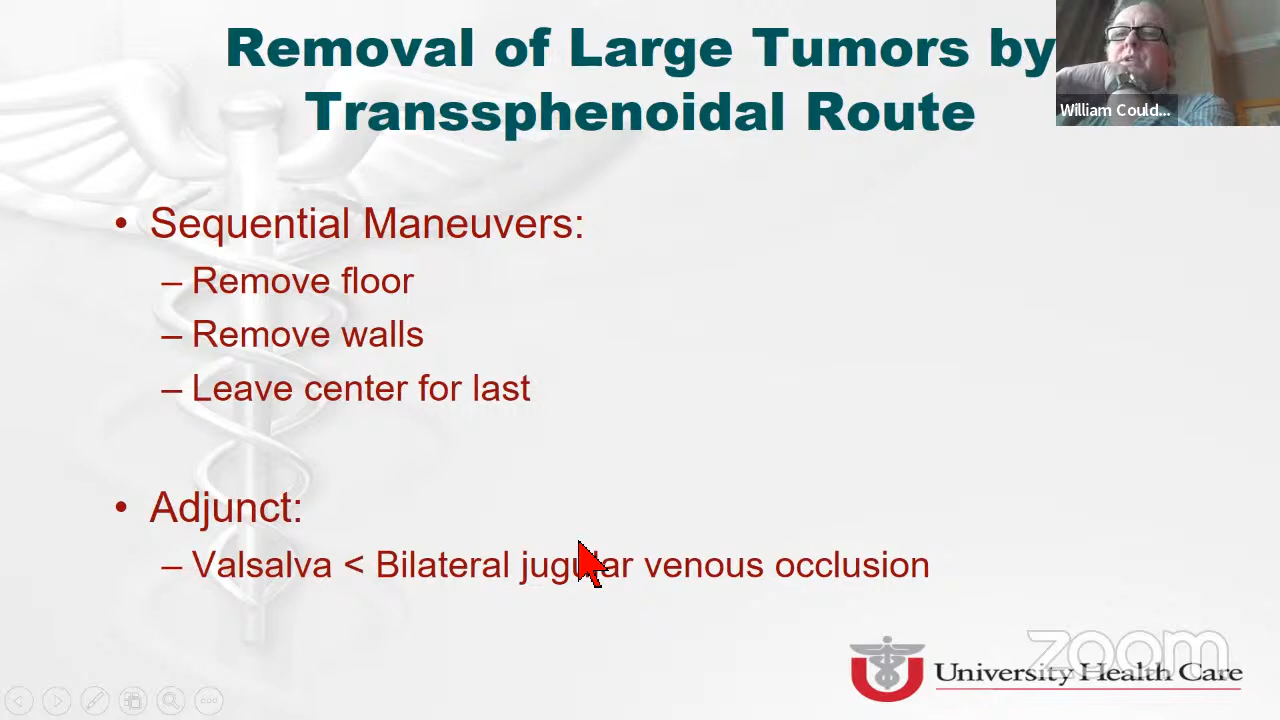 Removal of Large Tumors by
Transsphenoidal Route
William Could...
• Sequential Maneuvers:
– Remove floor
– Remove walls
– Leave center for last
• Adjunct:
– Valsalva < Bilateral jugular venous occlusion
zoom
University Health Care